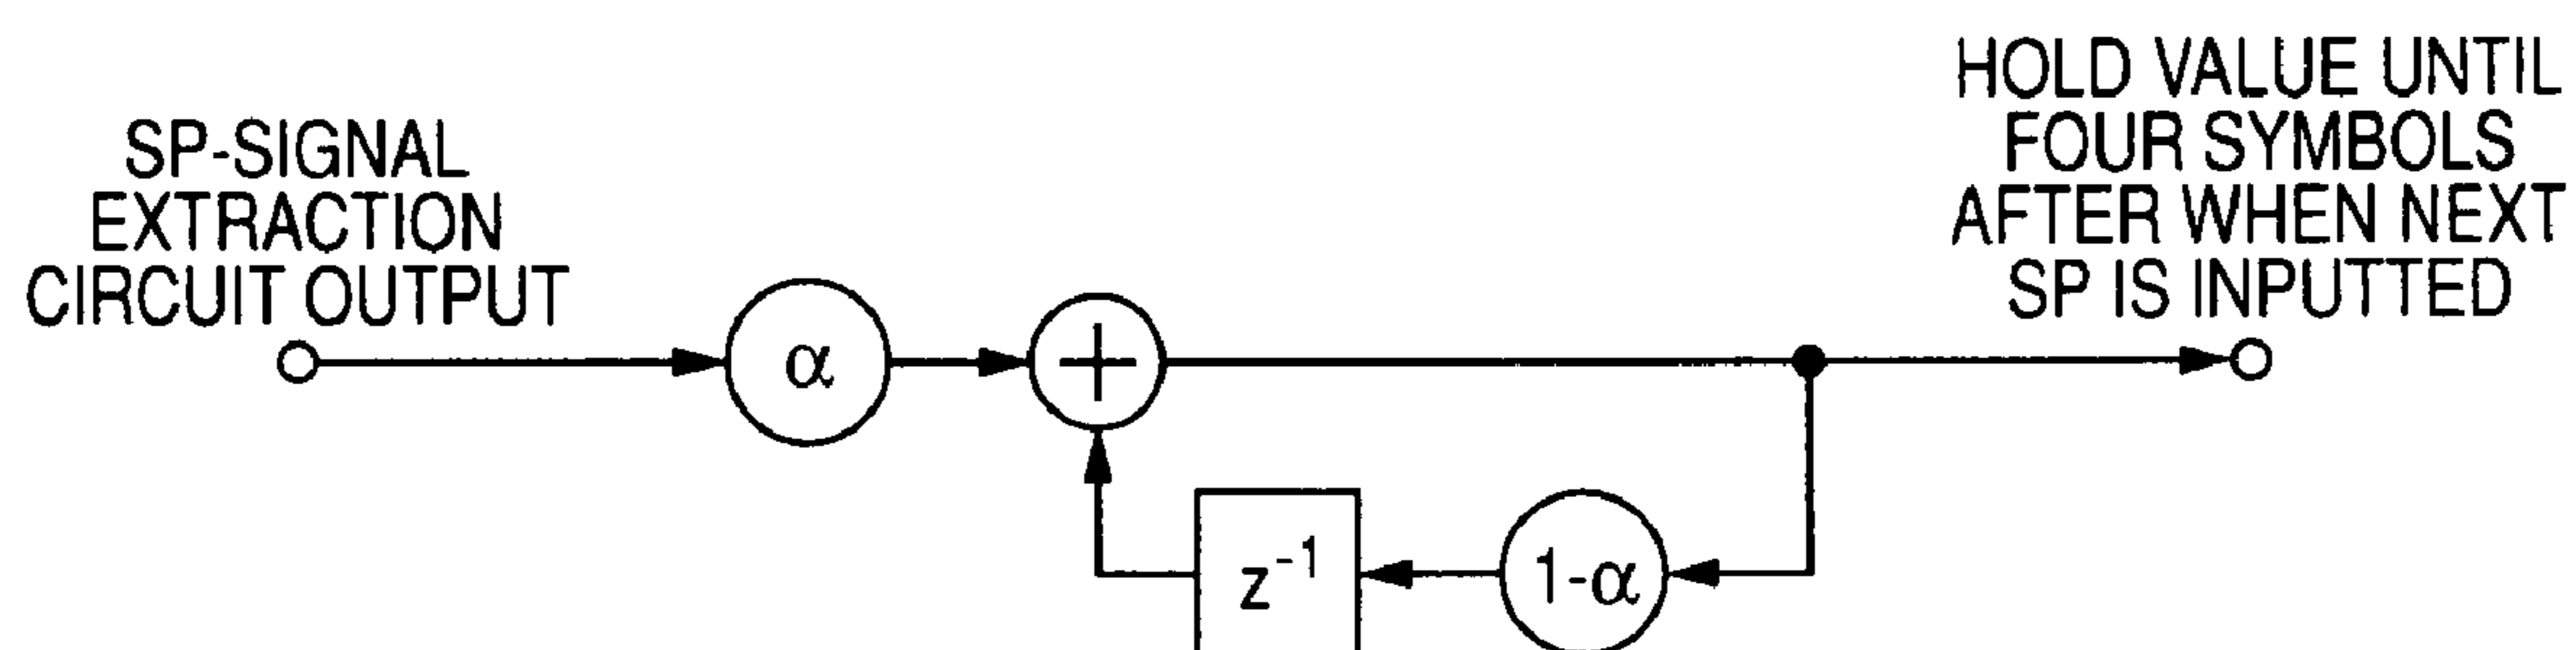 HOLD VALUE UNTIL
FOUR SYMBOLS
AFTER WHEN NEXT
SP IS INPUTTED
SP-SIGNAL
EXTRACTION
CIRCUIT OUTPUT
α
+
z⁻¹
1-α